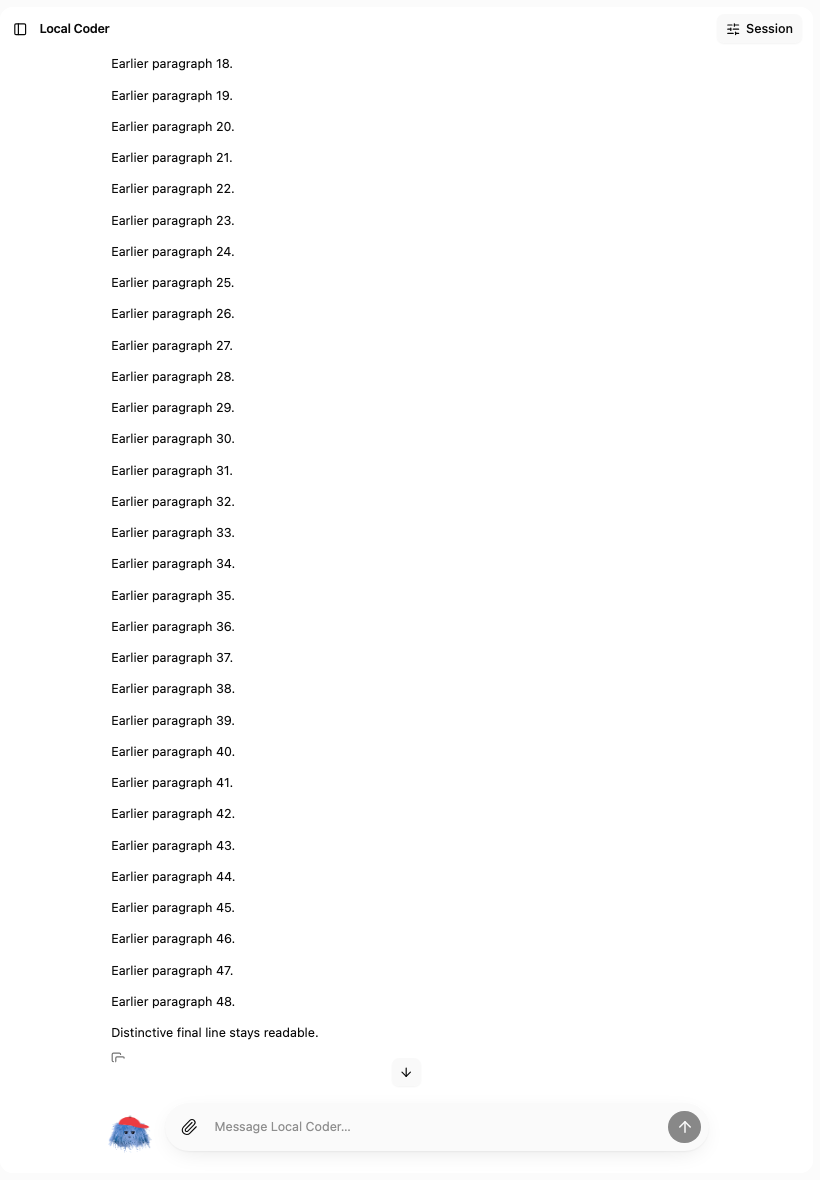 Local Coder
Session
Earlier paragraph 18.
Earlier paragraph 19.
Earlier paragraph 20.
Earlier paragraph 21.
Earlier paragraph 22.
Earlier paragraph 23.
Earlier paragraph 24.
Earlier paragraph 25.
Earlier paragraph 26.
Earlier paragraph 27.
Earlier paragraph 28.
Earlier paragraph 29.
Earlier paragraph 30.
Earlier paragraph 31.
Earlier paragraph 32.
Earlier paragraph 33.
Earlier paragraph 34.
Earlier paragraph 35.
Earlier paragraph 36.
Earlier paragraph 37.
Earlier paragraph 38.
Earlier paragraph 39.
Earlier paragraph 40.
Earlier paragraph 41.
Earlier paragraph 42.
Earlier paragraph 43.
Earlier paragraph 44.
Earlier paragraph 45.
Earlier paragraph 46.
Earlier paragraph 47.
Earlier paragraph 48.
Distinctive final line stays readable.
Message Local Coder...